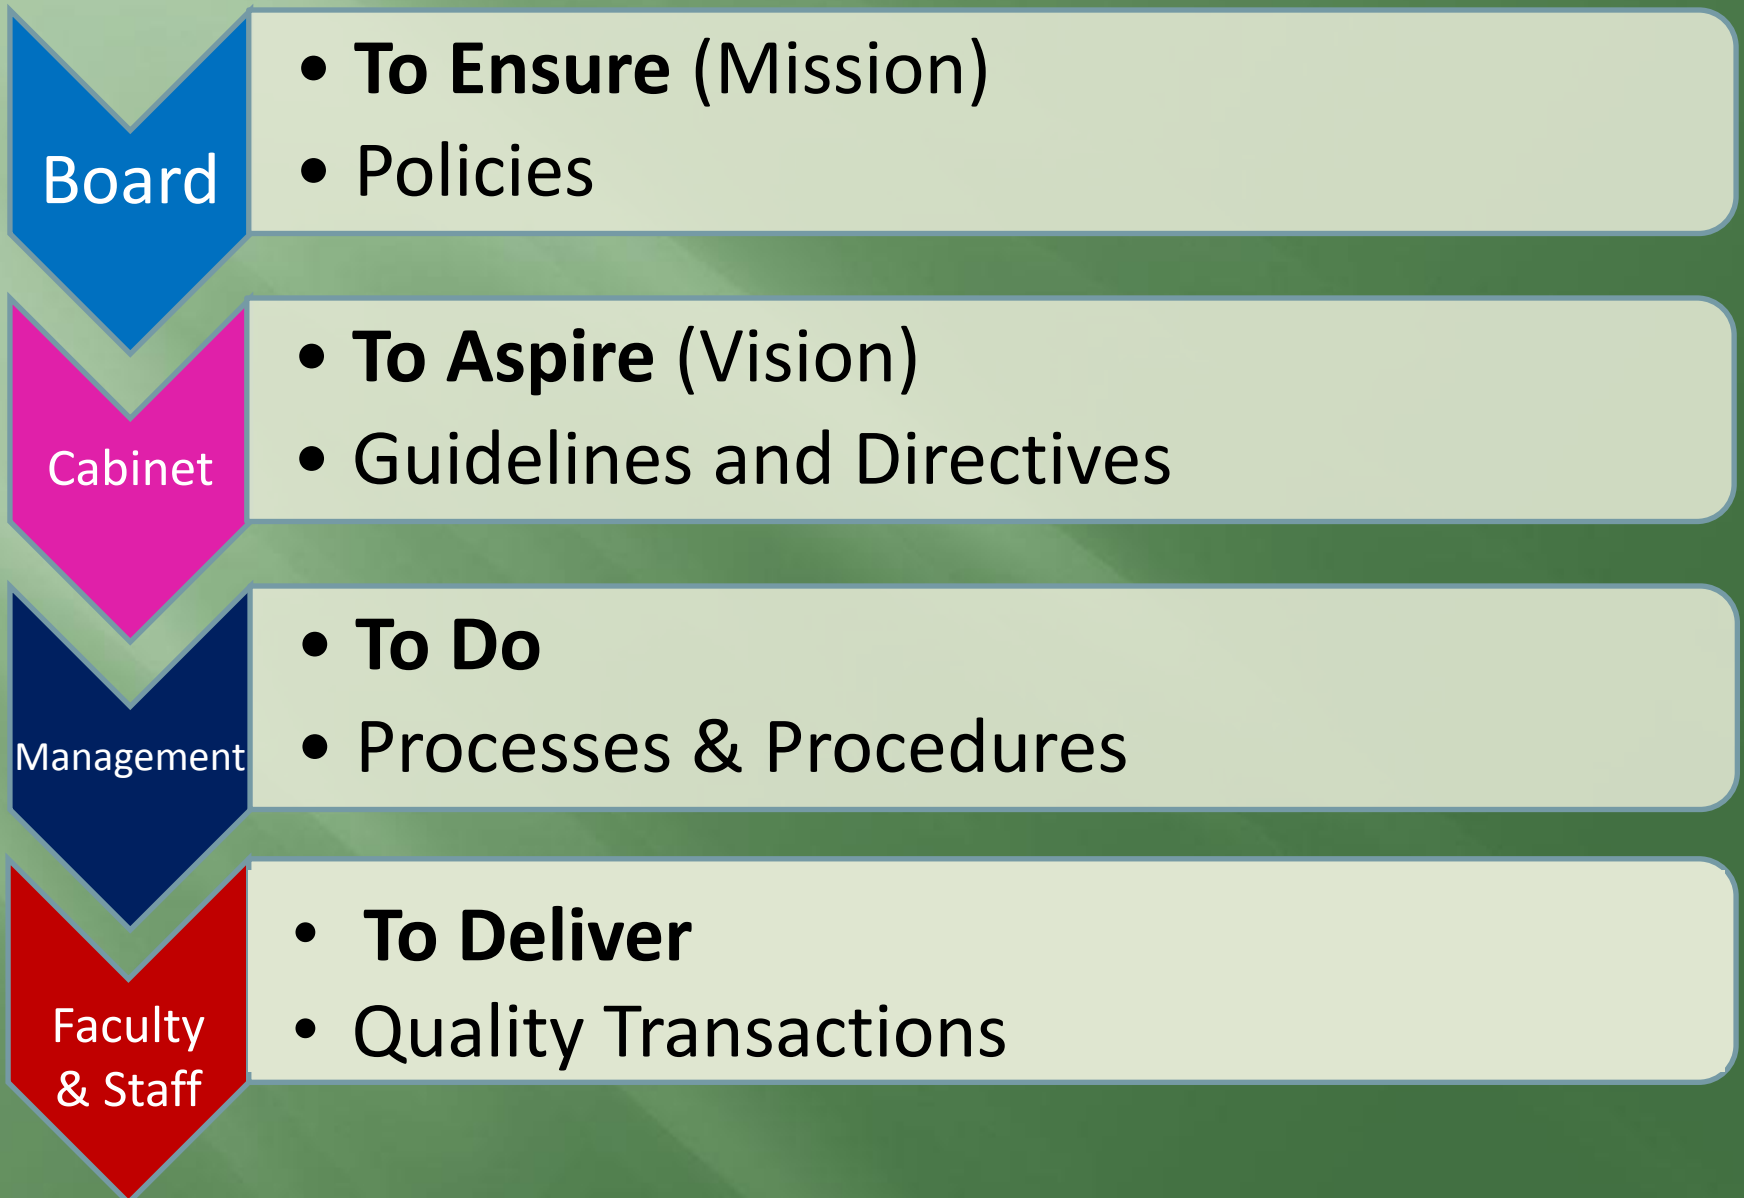 Board
• To Ensure (Mission)
• Policies
Cabinet
• To Aspire (Vision)
• Guidelines and Directives
Management
• To Do
• Processes & Procedures
Faculty
& Staff
• To Deliver
• Quality Transactions